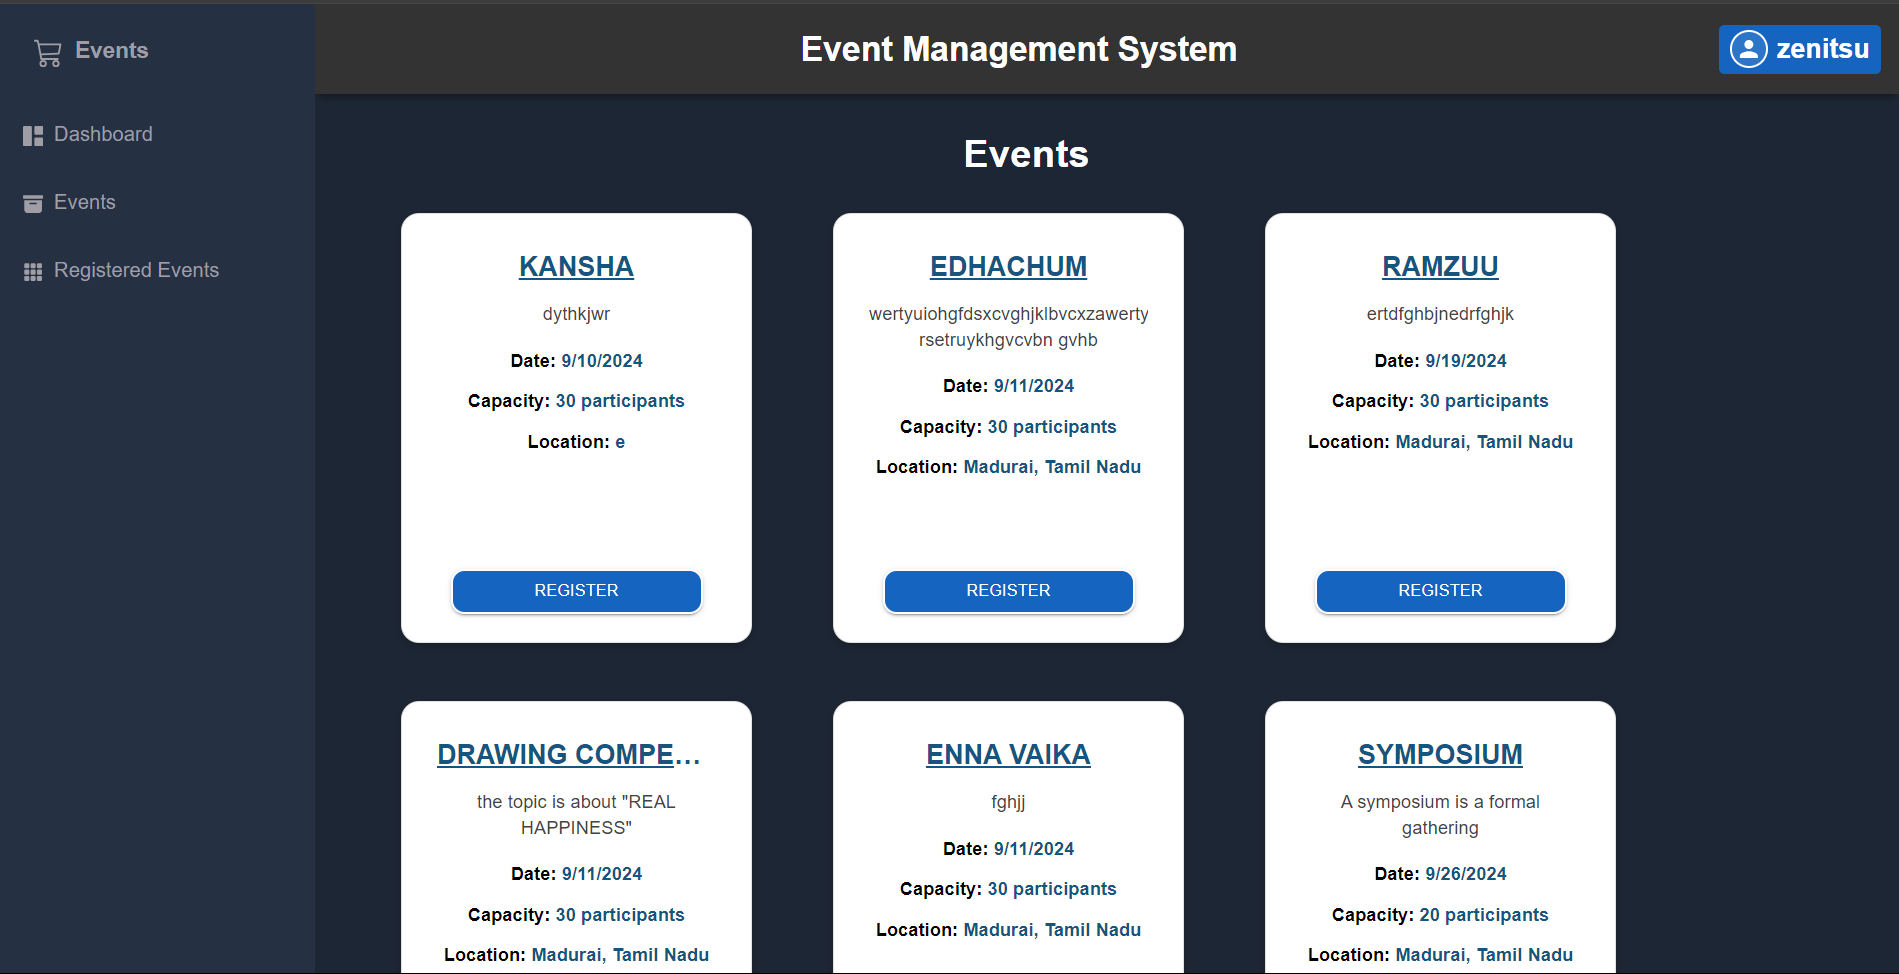 Events
Dashboard
Events
Registered Events
Event Management System
zenitsu
Events
KANSHA
dythkjwr
Date: 9/10/2024
Capacity: 30 participants
Location: e
REGISTER
EDHACHUM
wertyuiohgfdsxcvghjklbvcxzawerty
rsetruykhgvcvbn gvhb
Date: 9/11/2024
Capacity: 30 participants
Location: Madurai, Tamil Nadu
REGISTER
RAMZUU
ertdfghbjnedrfghjk
Date: 9/19/2024
Capacity: 30 participants
Location: Madurai, Tamil Nadu
REGISTER
DRAWING COMPE...
the topic is about "REAL
HAPPINESS"
Date: 9/11/2024
Capacity: 30 participants
Location: Madurai, Tamil Nadu
ENNA VAIKA
fghjj
Date: 9/11/2024
Capacity: 30 participants
Location: Madurai, Tamil Nadu
SYMPOSIUM
A symposium is a formal
gathering
Date: 9/26/2024
Capacity: 20 participants
Location: Madurai, Tamil Nadu